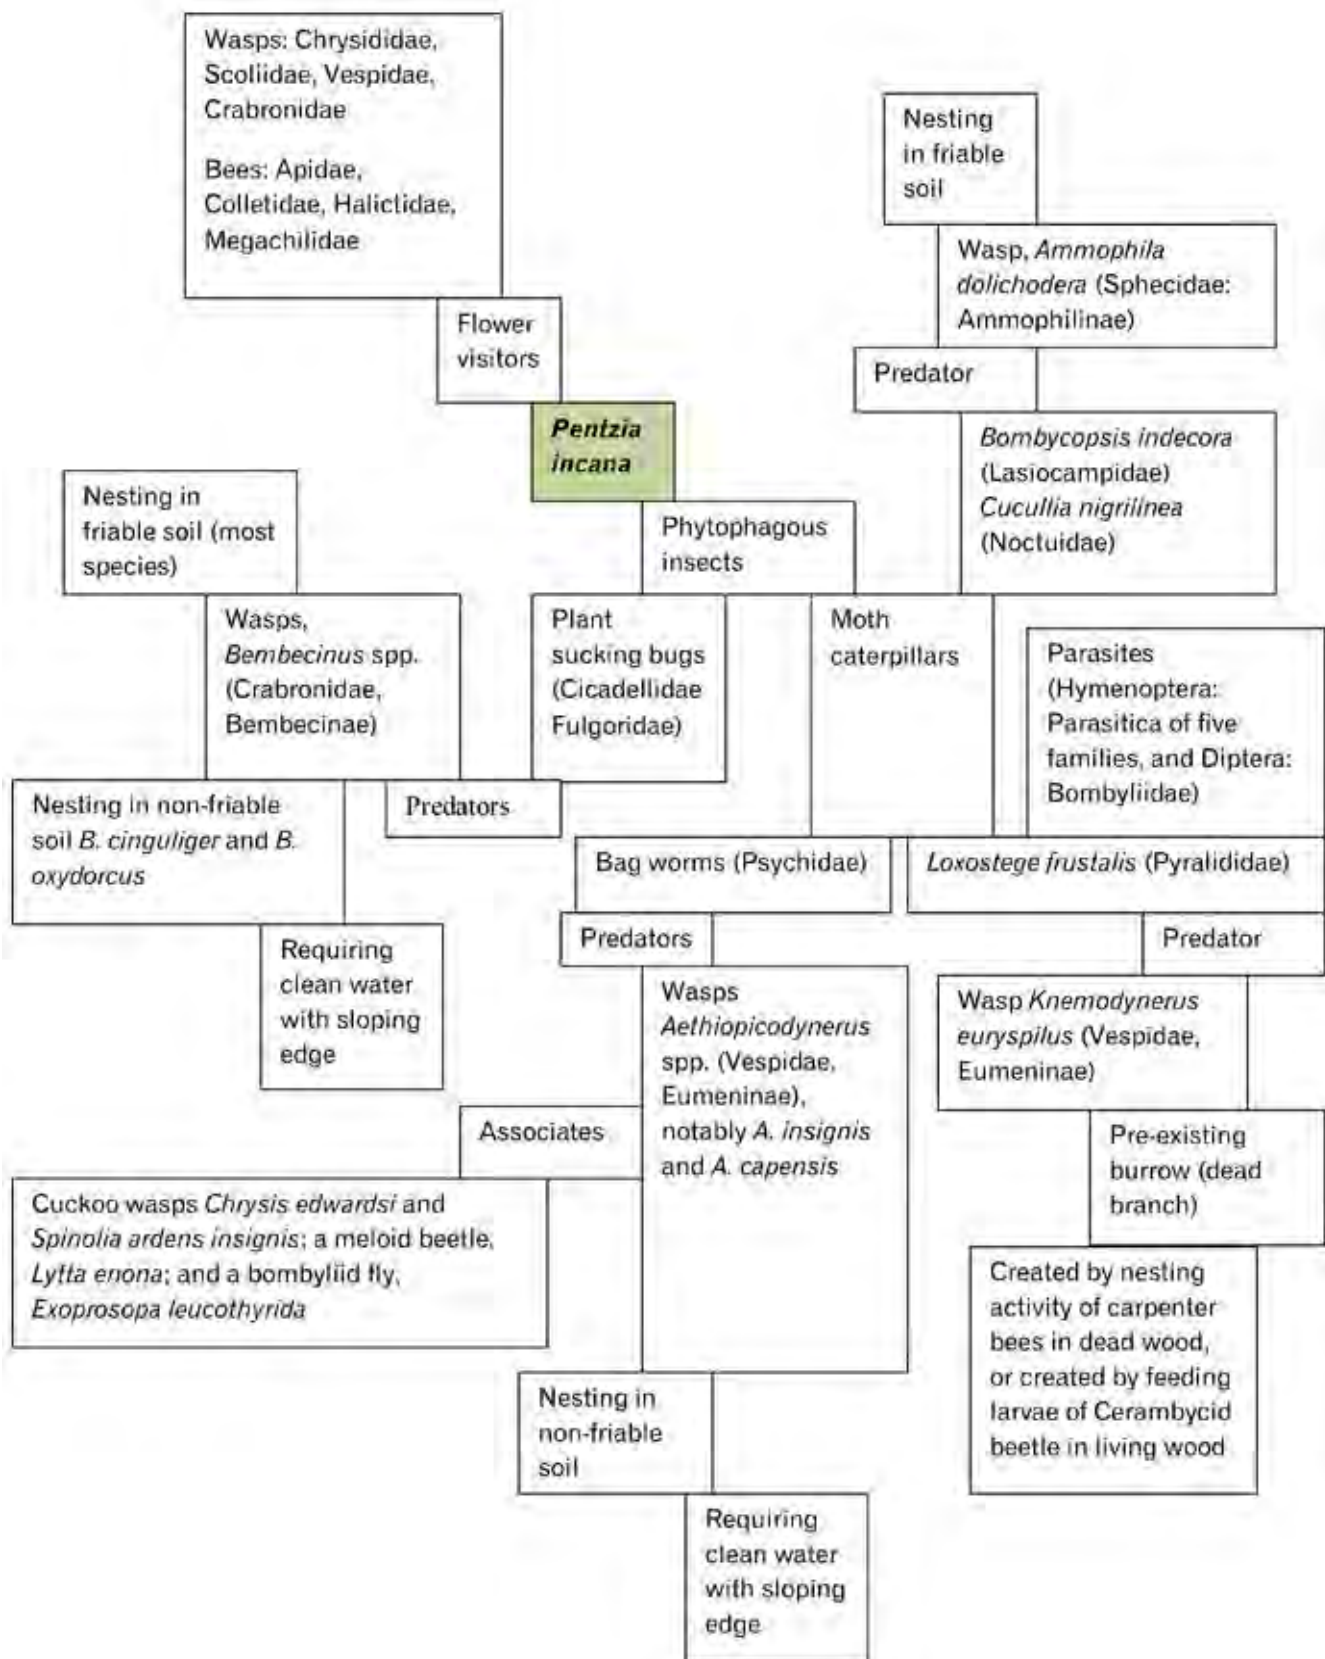 Wasps: Chrysididae,
Scoliidae, Vespidae,
Crabronidae
Bees: Apidae,
Colletidae, Halictidae,
Megachilidae
Flower
visitors
Pentzia
incana
Nesting
in friable
soil
Wasp, Ammophila
dolichodera (Sphecidae:
Ammophilinae)
Predator
Bombycopsis indecora
(Lasiocampidae)
Cucullia nigrilinea
(Noctuidae)
Phytophagous
insects
Nesting in
friable soil (most
species)
Wasps,
Bembecinus spp.
(Crabronidae,
Bembecinae)
Plant
sucking bugs
(Cicadellidae
Fulgoridae)
Moth
caterpillars
Parasites
(Hymenoptera:
Parasitica of five
families, and Diptera:
Bombyliidae)
Nesting in non-friable
soil B. cinguliger and B.
oxydorcus
Predators
Bag worms (Psychidae)
Loxostege frustalis (Pyralididae)
Requiring
clean water
with sloping
edge
Predators
Predator
Wasps
Aethiopicodynerus
spp. (Vespidae,
Eumeninae),
notably A. insignis
and A. capensis
Wasp Knemodynerus
euryspilus (Vespidae,
Eumeninae)
Associates
Pre-existing
burrow (dead
branch)
Cuckoo wasps Chrysis edwardsi and
Spinolia ardens insignis; a meloid beetle,
Lytta enona; and a bombyliid fly,
Exoprosopa leucothyrida
Created by nesting
activity of carpenter
bees in dead wood,
or created by feeding
larvae of Cerambycid
beetle in living wood
Nesting in
non-friable
soil
Requiring
clean water
with sloping
edge